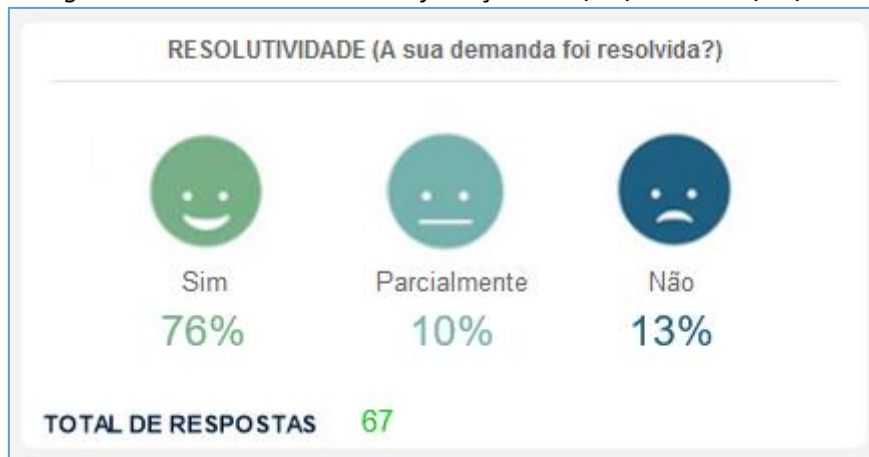 RESOLUTIVIDADE (A sua demanda foi resolvida?)
Sim Parcialmente Não
76% 10% 13%
TOTAL DE RESPOSTAS 67